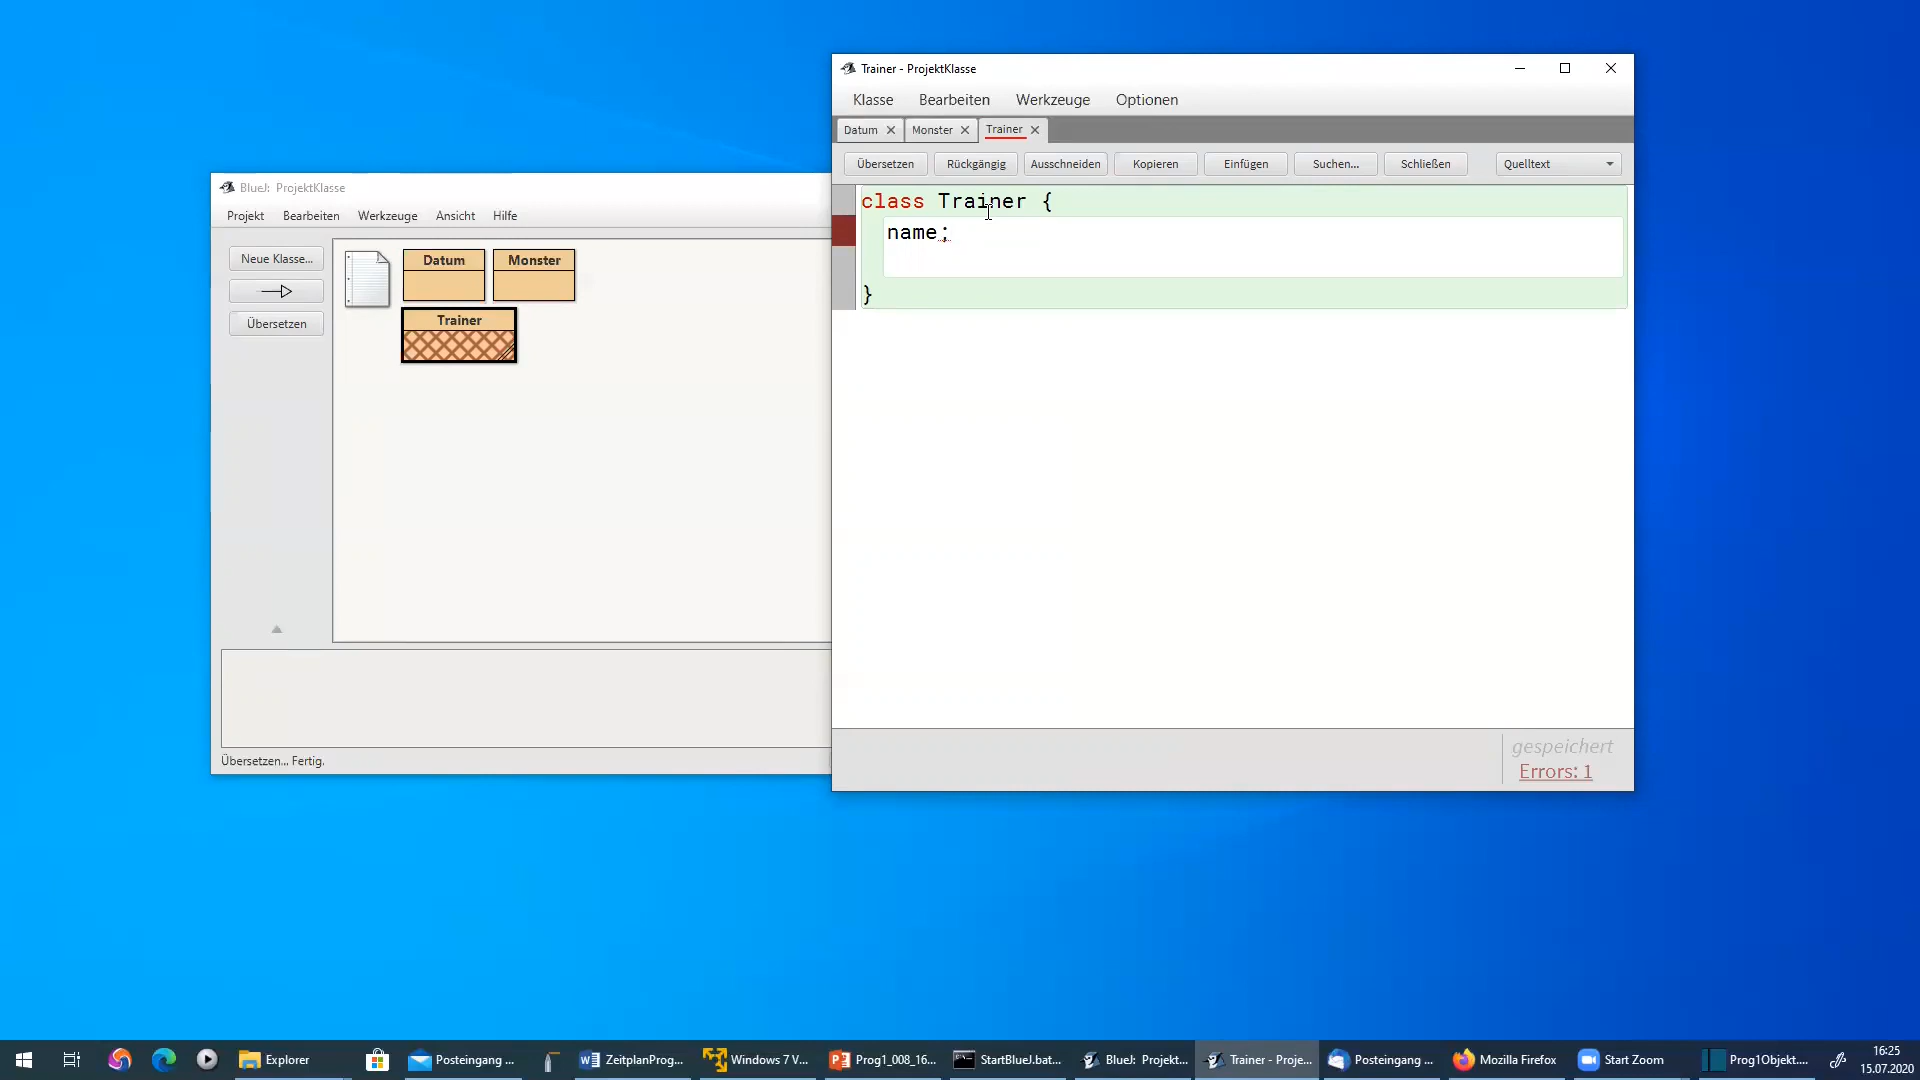 Trainer - ProjektKlasse
Klasse Bearbeiten Werkzeuge Optionen
Datum Monster Trainer
Übersetzen Rückgängig Ausschneiden Kopieren Einfügen Suchen... Schließen Quelltext
class Trainer {
name;
}
gespeichert
Errors: 1
BlueJ: ProjektKlasse
Projekt Bearbeiten Werkzeuge Ansicht Hilfe
Neue Klasse...
Übersetzen
Datum Monster
Trainer
Übersetzen... Fertig.
Explorer Posteingang ... ZeitplanProg... Windows 7 V... Prog1_008_16... StartBlueJ.bat... BlueJ: Projekt... Trainer - Proje... Posteingang ... Mozilla Firefox Start Zoom Prog1Objekt....
16:25
15.07.2020